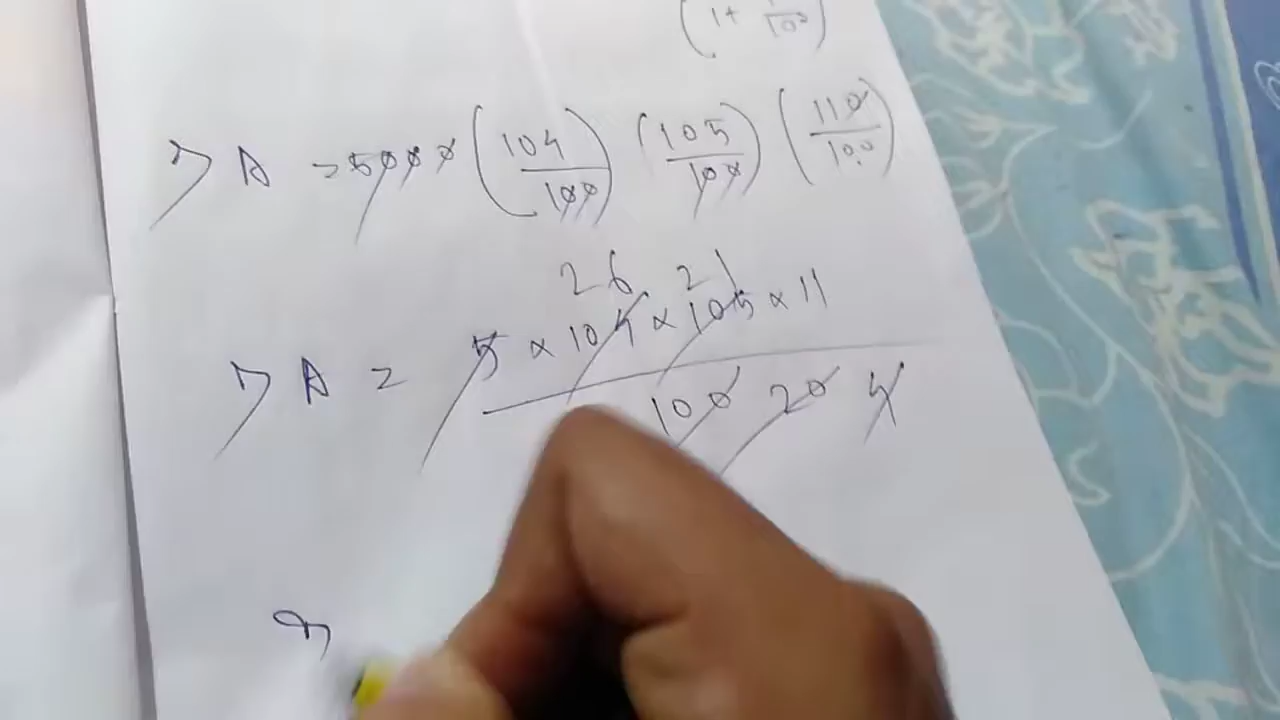 (1 + 1/100)
⇒ A = 5000 (104/100) (105/100) (110/100)
26 21
⇒ A = 5 × 104 × 105 × 11
100 20 4
⇒